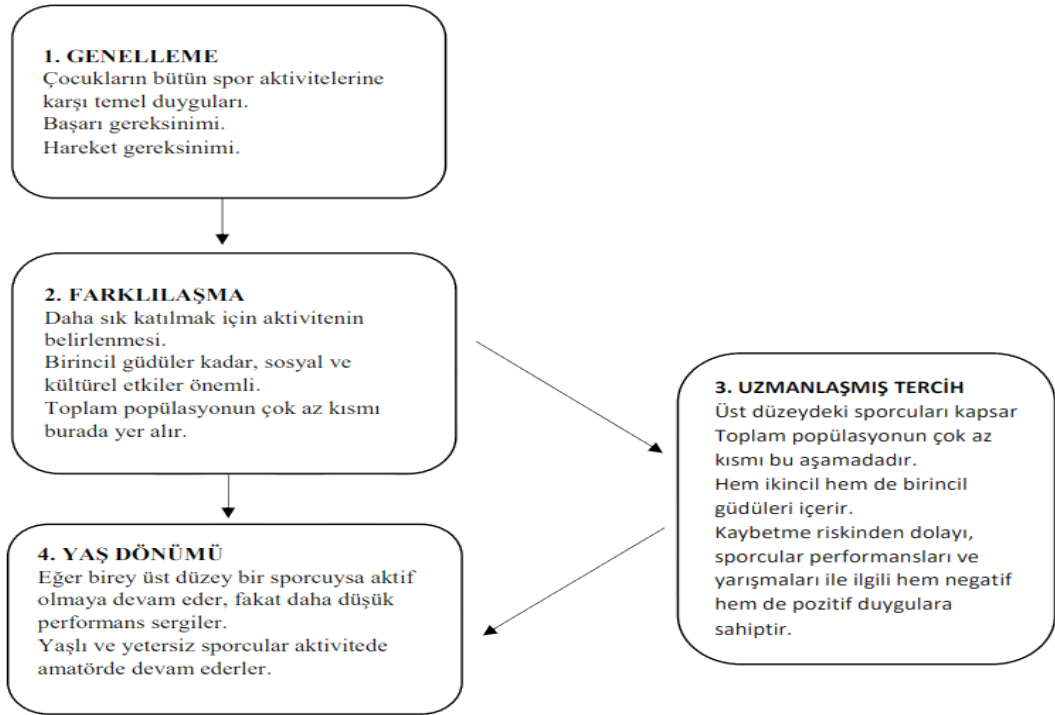 1. GENELLEME
Çocukların bütün spor aktivitelerine
karşı temel duyguları.
Başarı gereksinimi.
Hareket gereksinimi.
2. FARKLILAŞMA
Daha sık katılmak için aktivitenin
belirlenmesi.
Birincil güdüler kadar, sosyal ve
kültürel etkiler önemli.
Toplam popülasyonun çok az kısmı
burada yer alır.
3. UZMANLAŞMIŞ TERCİH
Üst düzeydeki sporcuları kapsar
Toplam popülasyonun çok az
kısmı bu aşamadadır.
Hem ikincil hem de birincil
güdüleri içerir.
Kaybetme riskinden dolayı,
sporcular performansları ve
yarışmaları ile ilgili hem negatif
hem de pozitif duygulara
sahiptir.
4. YAŞ DÖNÜMÜ
Eğer birey üst düzey bir sporcuysa aktif
olmaya devam eder, fakat daha düşük
performans sergiler.
Yaşlı ve yetersiz sporcular aktivitede
amatörde devam ederler.